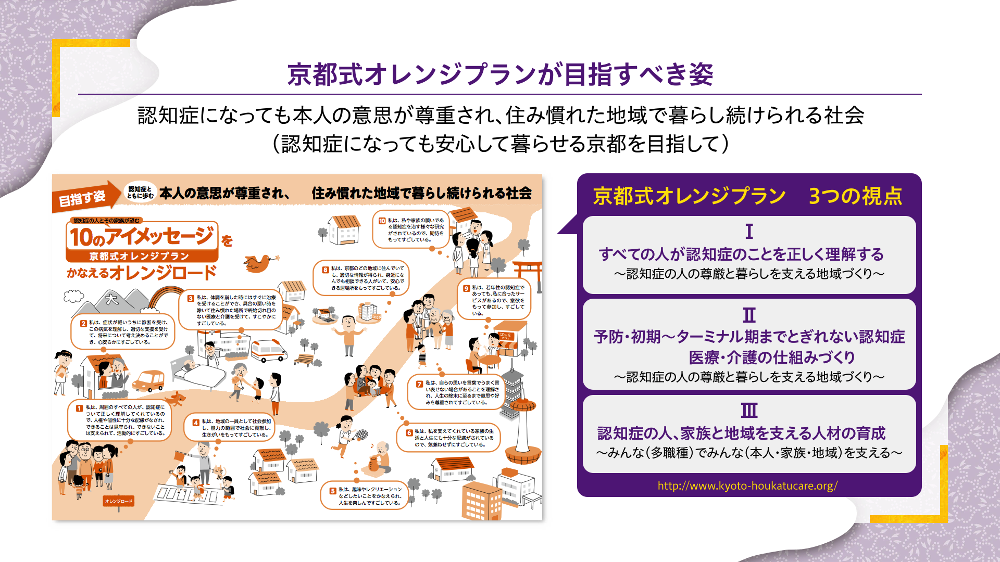 京都式オレンジプランが目指すべき姿
認知症になっても本人の意思が尊重され、住み慣れた地域で暮らし続けられる社会
（認知症になっても安心して暮らせる京都を目指して）
目指す姿
認知症と
ともに歩む
本人の意思が尊重され、　住み慣れた地域で暮らし続けられる社会
認知症の人とその家族が望む
10のアイメッセージを
京都式オレンジプラン
かなえるオレンジロード
大
10 私は、私や家族の願いであ
る認知症を治す様々な研究
がされているので、期待を
もってすごしている。
8 私は、京都のどの地域に住んでいて
も、適切な情報が得られ、身近にな
んでも相談できる人がいて、安心で
きる居場所をもってすごしている。
9 私は、若年性の認知症で
あっても、私に合ったサー
ビスがあるので、意欲を
もって参加し、すごして
いる。
3 私は、体調を崩した時にはすぐに治療
を受けることができ、具合の悪い時を
除いて住み慣れた場所で終始切れ目の
ない医療と介護を受けて、すこやかに
すごしている。
2 私は、症状が軽いうちに診断を受け、
この病気を理解し、適切な支援を受け
て、将来について考え決めることがで
き、心安らかにすごしている。
認知症
カフェ
7 私は、自らの思いを言葉でうまく言
い表せない場合があることを理解さ
れ、人生の終末に至るまで意思や好
みを尊重されてすごしている。
1 私は、周囲のすべての人が、認知症に
ついて正しく理解してくれているの
で、人権や個性に十分な配慮がなされ、
できることは見守られ、できないこと
は支えられて、活動的にすごしている。
4 私は、地域の一員として社会参加
し、能力の範囲で社会に貢献し、
生きがいをもってすごしている。
6 私は、私を支えてくれている家族の生
活と人生にも十分な配慮がされている
ので、気兼ねせずにすごしている。
5 私は、趣味やレクリエーション
などしたいことをかなえられ、
人生を楽しんですごしている。
オレンジロード
京都式オレンジプラン　3つの視点
Ⅰ
すべての人が認知症のことを正しく理解する
〜認知症の人の尊厳と暮らしを支える地域づくり〜
Ⅱ
予防・初期〜ターミナル期までとぎれない認知症
医療・介護の仕組みづくり
〜認知症の人の尊厳と暮らしを支える地域づくり〜
Ⅲ
認知症の人、家族と地域を支える人材の育成
〜みんな（多職種）でみんな（本人・家族・地域）を支える〜
http://www.kyoto-houkatucare.org/